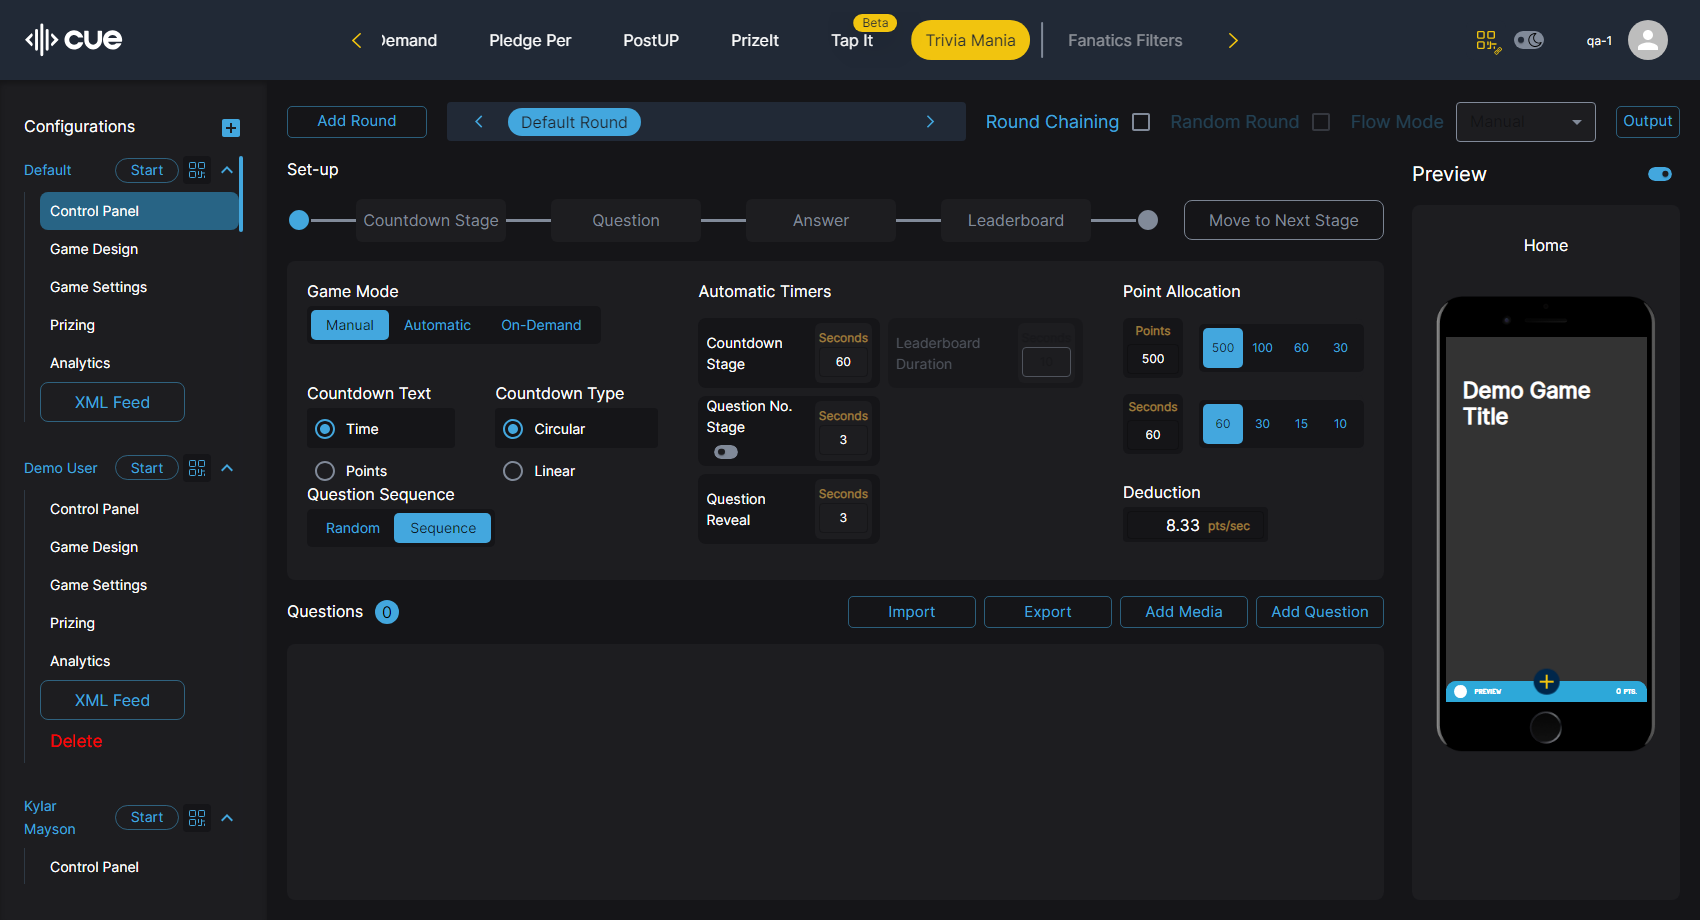 cue
Demand
Pledge Per
PostUP
PrizeIt
Beta
Tap It
Trivia Mania
Fanatics Filters
qa-1
Configurations
Default
Start
Control Panel
Game Design
Game Settings
Prizing
Analytics
XML Feed
Demo User
Start
Control Panel
Game Design
Game Settings
Prizing
Analytics
XML Feed
Delete
Kylar
Mayson
Start
Control Panel
Add Round
Default Round
Round Chaining
Random Round
Flow Mode
Manual
Output
Set-up
Countdown Stage
Question
Answer
Leaderboard
Move to Next Stage
Game Mode
Manual
Automatic
On-Demand
Countdown Text
Time
Points
Countdown Type
Circular
Linear
Question Sequence
Random
Sequence
Automatic Timers
Countdown
Stage
Seconds
60
Leaderboard
Duration
Question No.
Stage
Seconds
3
Question
Reveal
Seconds
3
Point Allocation
Points
500
500
100
60
30
Seconds
60
60
30
15
10
Deduction
8.33 pts/sec
Questions 0
Import
Export
Add Media
Add Question
Preview
Home
Demo Game
Title
PREVIEW
0 PTS.